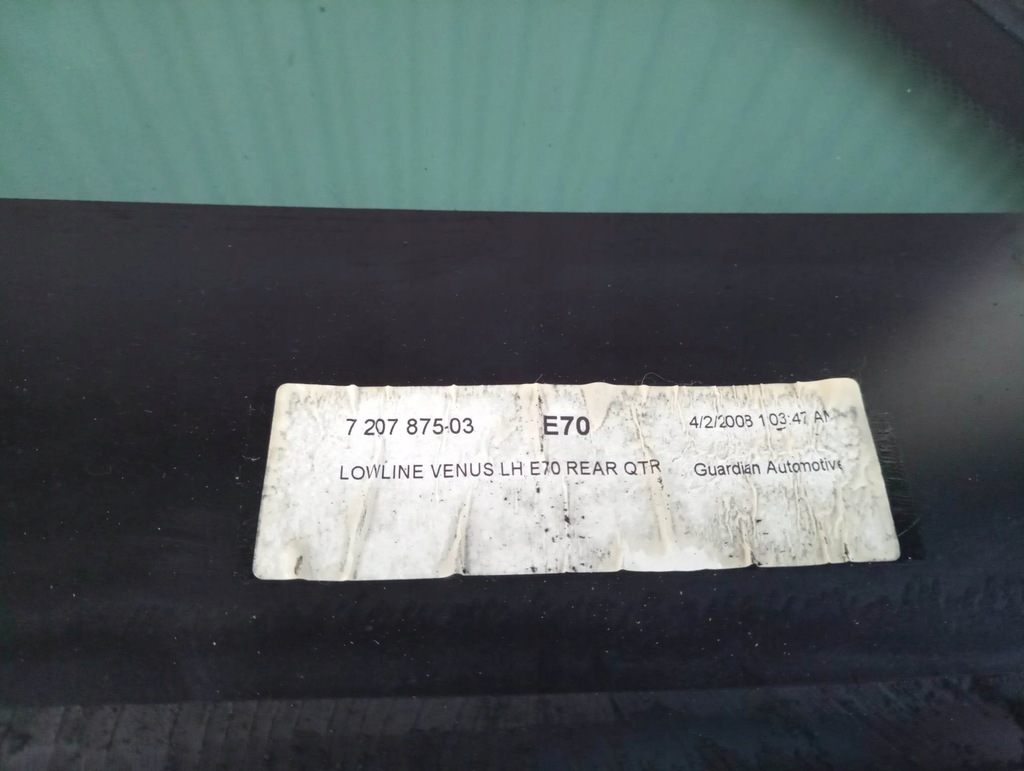 7 207 875-03 E70 4/2/2008 1:03:47 AM
LOWLINE VENUS LH E70 REAR QTR Guardian Automotive